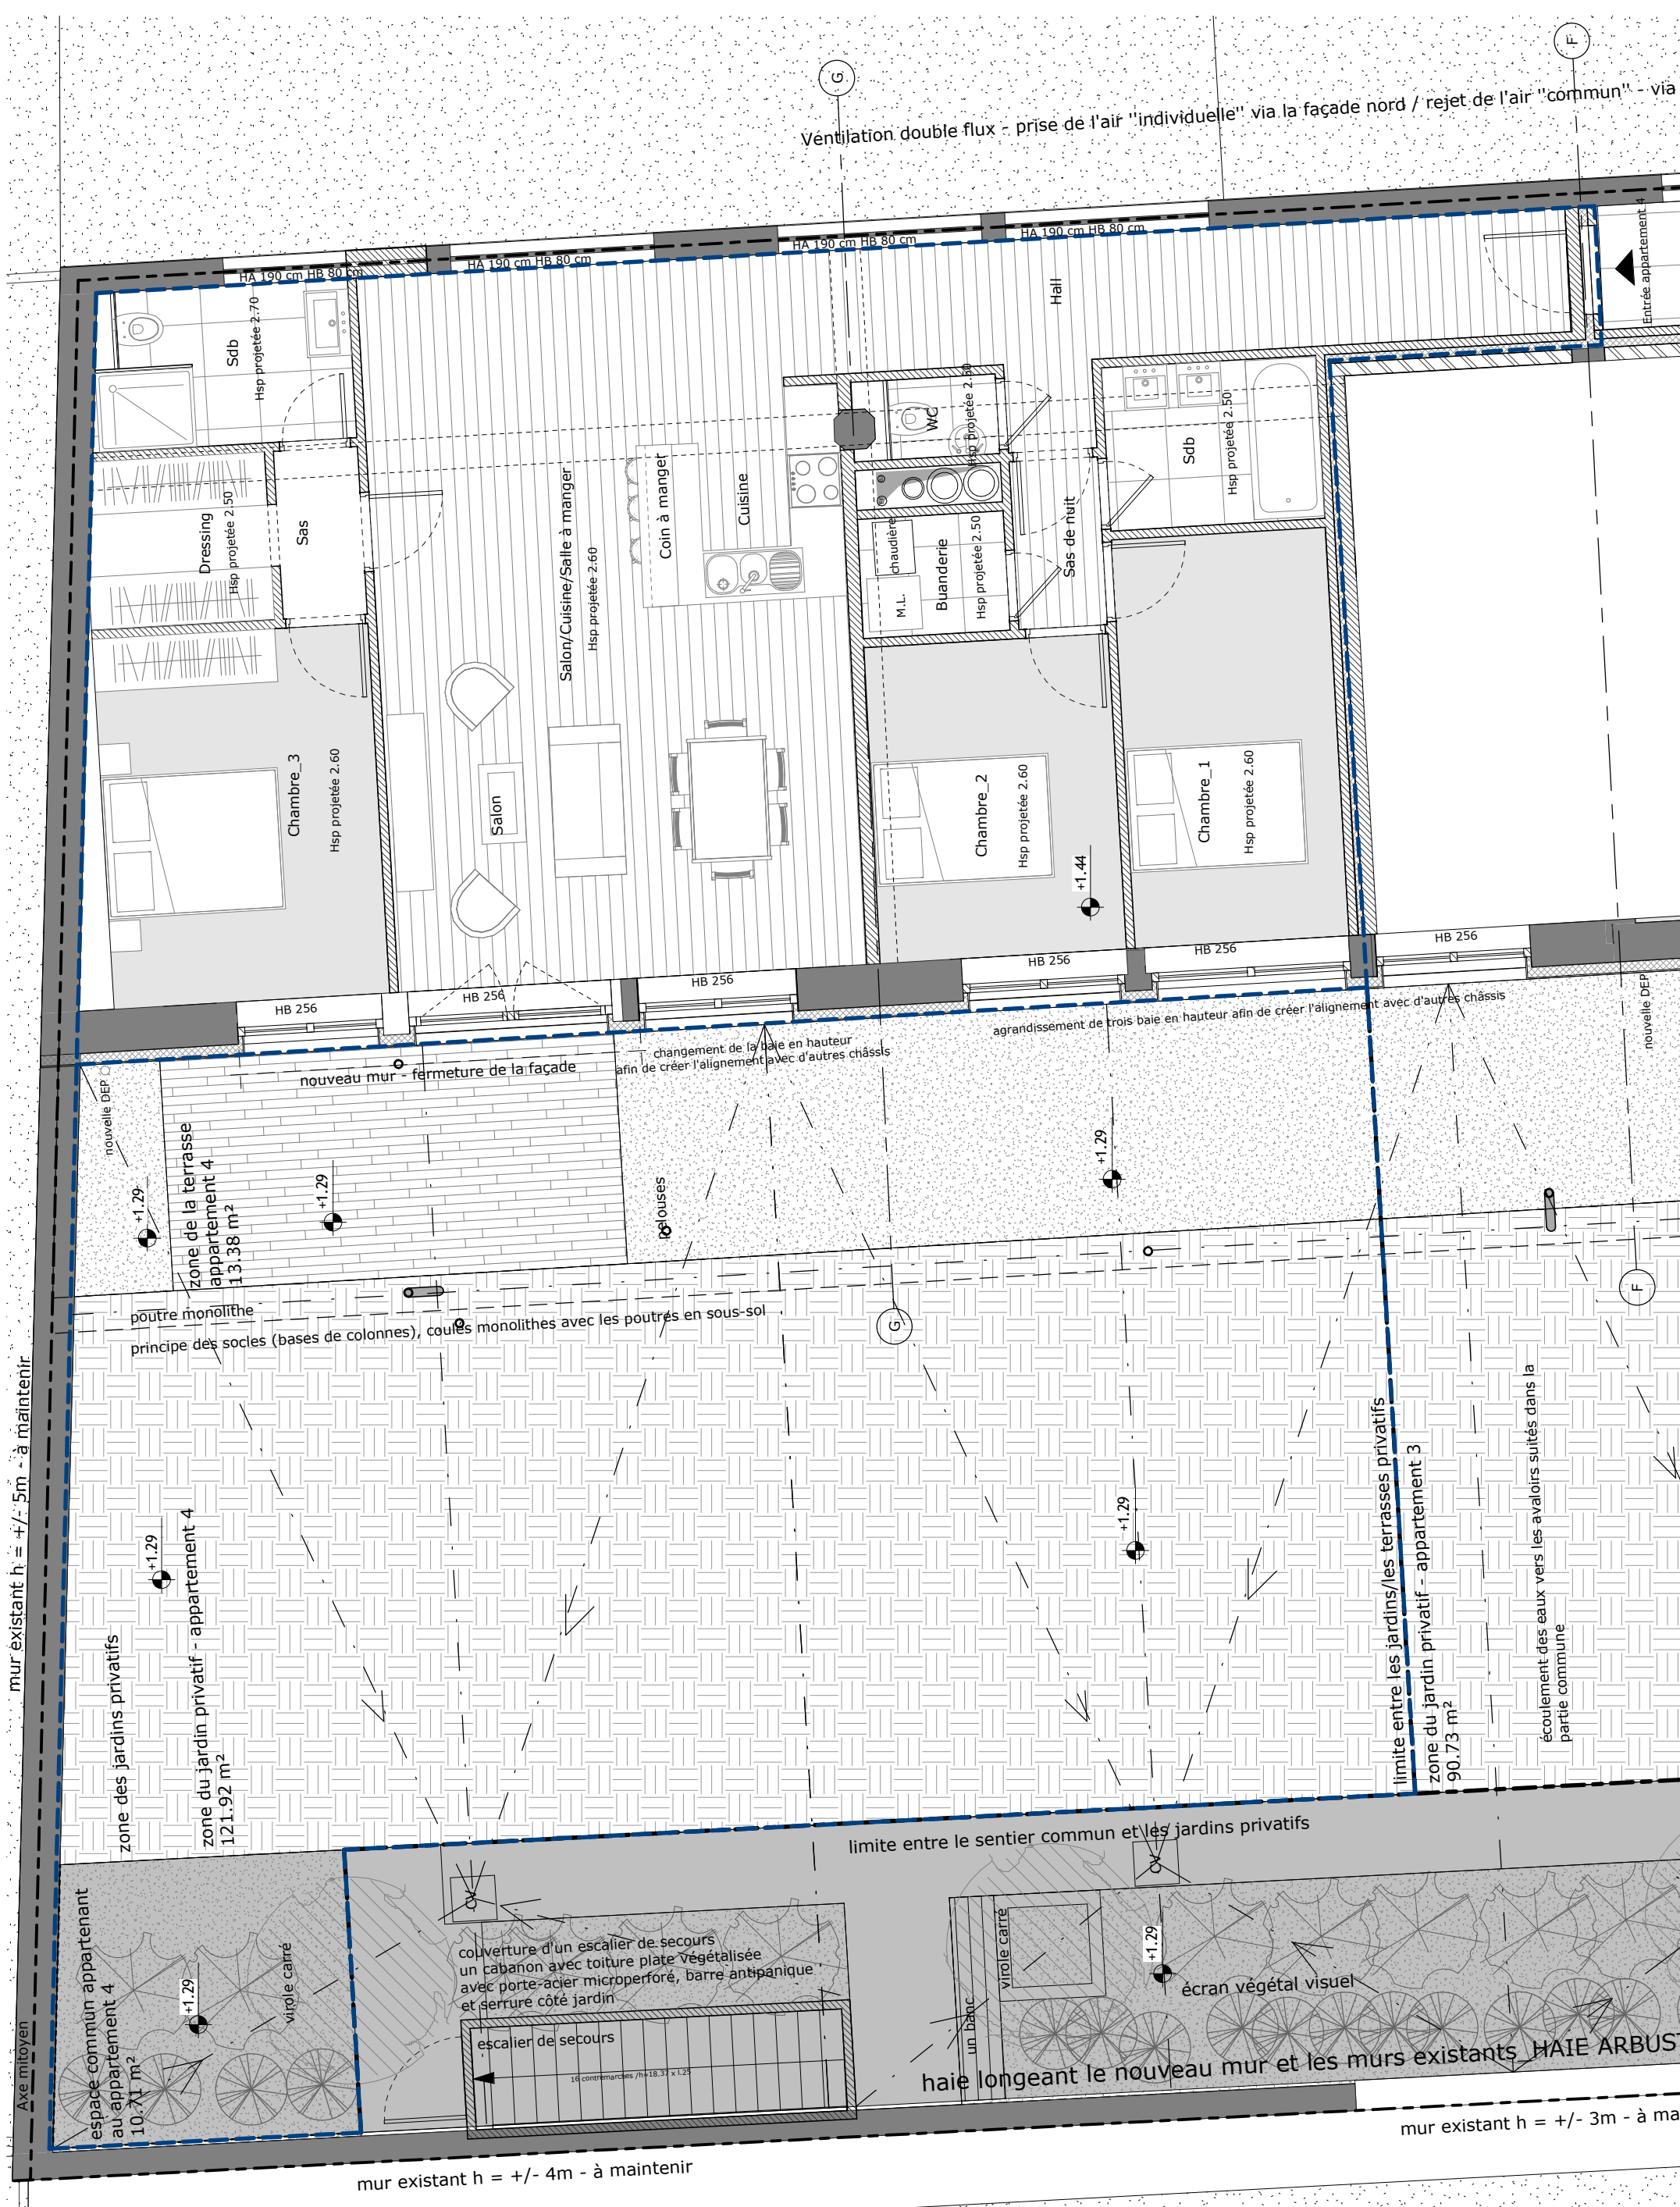 G
F
Ventilation double flux - prise de l'air "individuelle" via la façade nord / rejet de l'air "commun" - via
HA 190 cm HB 80 cm
HA 190 cm HB 80 cm
HA 190 cm HB 80 cm
HA 190 cm HB 80 cm
Entrée appartement 4
Hall
Sdb
Hsp projetée 2.70
WC
Hsp projetée 2.50
Sdb
Hsp projetée 2.50
Dressing
Hsp projetée 2.50
Sas
Salon/Cuisine/Salle à manger
Hsp projetée 2.60
Coin à manger
Cuisine
chaudière
M.L.
Buanderie
Hsp projetée 2.50
Sas de nuit
Chambre_3
Hsp projetée 2.60
Salon
Chambre_2
Hsp projetée 2.60
+1.44
Chambre_1
Hsp projetée 2.60
HB 256
HB 256
HB 256
HB 256
HB 256
HB 256
agrandissement de trois baie en hauteur afin de créer l'alignement avec d'autres châssis
changement de la baie en hauteur
afin de créer l'alignement avec d'autres châssis
nouveau mur - fermeture de la façade
nouvelle DEP
nouvelle DEP
+1.29
zone de la terrasse
appartement 4
13.38 m²
+1.29
pelouses
+1.29
poutre monolithe
principe des socles (bases de colonnes), coulés monolithes avec les poutres en sous-sol
G
F
mur existant h = +/- 5m - à maintenir
+1.29
zone des jardins privatifs
zone du jardin privatif - appartement 4
121.92 m²
+1.29
limite entre les jardins/les terrasses privatifs
zone du jardin privatif - appartement 3
90.73 m²
écoulement des eaux vers les avaloirs suités dans la
partie commune
limite entre le sentier commun et les jardins privatifs
CV
CV
espace commun appartenant
au appartement 4
10.71 m²
+1.29
virole carré
couverture d'un escalier de secours
un cabanon avec toiture plate végétalisée
avec porte-acier microperforé, barre antipanique
et serrure côté jardin
escalier de secours
16 contremarches /h=18,37 x l.25
virole carré
un banc
+1.29
écran végétal visuel
haie longeant le nouveau mur et les murs existants_HAIE ARBUST
Axe mitoyen
mur existant h = +/- 4m - à maintenir
mur existant h = +/- 3m - à ma